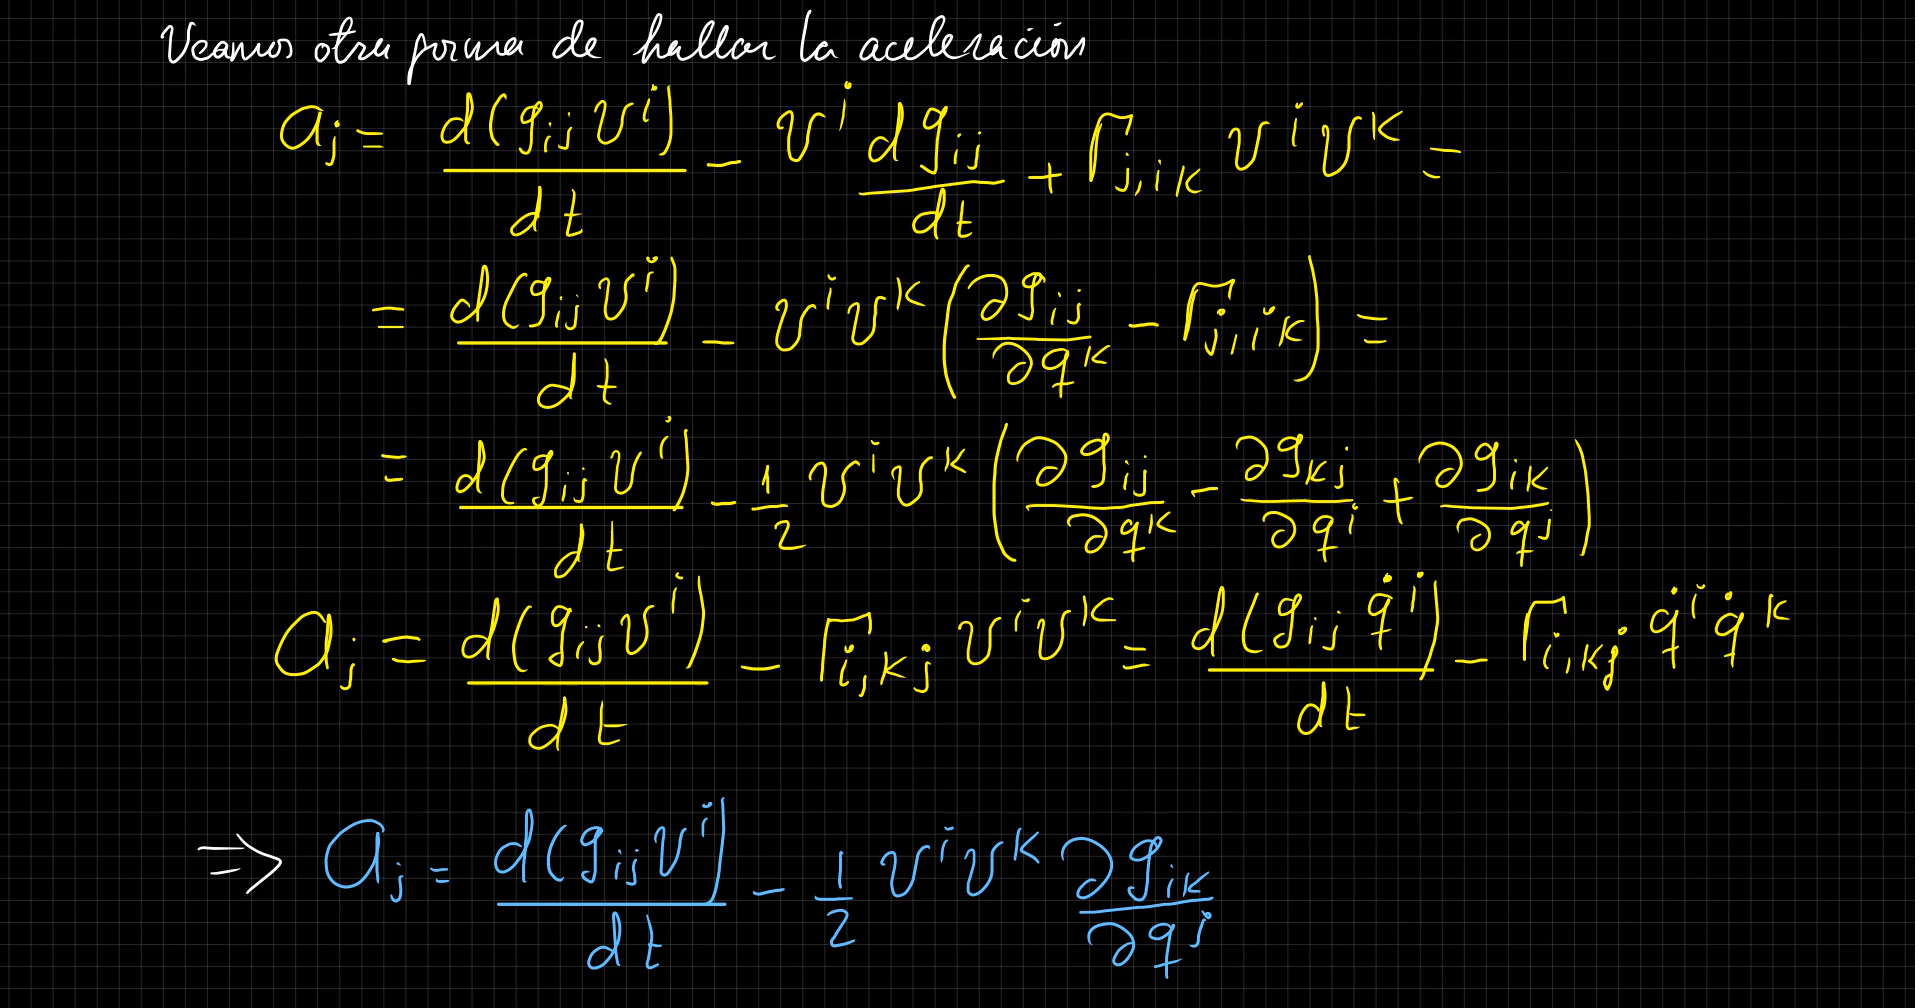 Veamos otra forma de hallar la aceleración
a_j = d(g_ij v^i)/dt - v^i dg_ij/dt + Γ_j,ik v^i v^k =
= d(g_ij v^i)/dt - v^i v^k (∂g_ij/∂q^k - Γ_j,ik) =
= d(g_ij v^i)/dt - 1/2 v^i v^k (∂g_ij/∂q^k - ∂g_kj/∂q^i + ∂g_ik/∂q^j)
a_j = d(g_ij v^i)/dt - Γ_i,kj v^i v^k = d(g_ij q̇^i)/dt - Γ_i,kj q̇^i q̇^k
⇒ a_j = d(g_ij v^i)/dt - 1/2 v^i v^k ∂g_ik/∂q^j